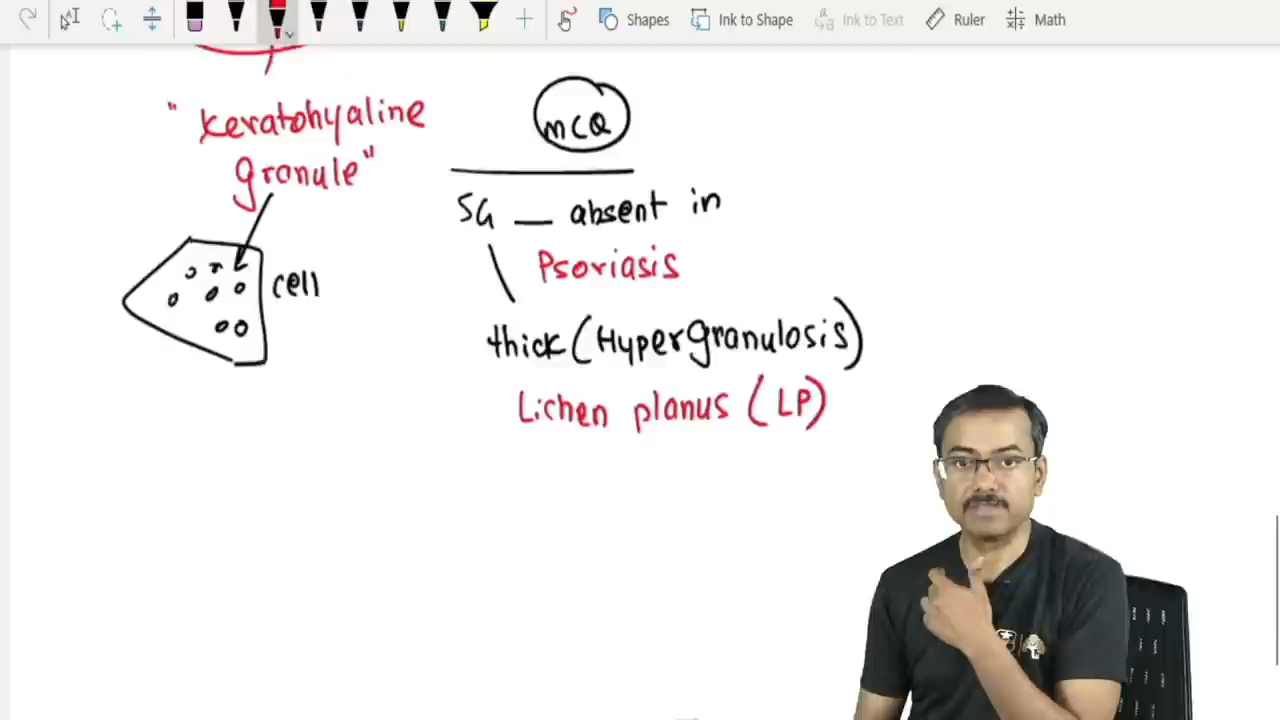 Shapes
Ink to Shape
Ink to Text
Ruler
Math
"Keratohyaline
granule"
cell
MCQ
SG — absent in
Psoriasis
thick (Hypergranulosis)
Lichen planus (LP)